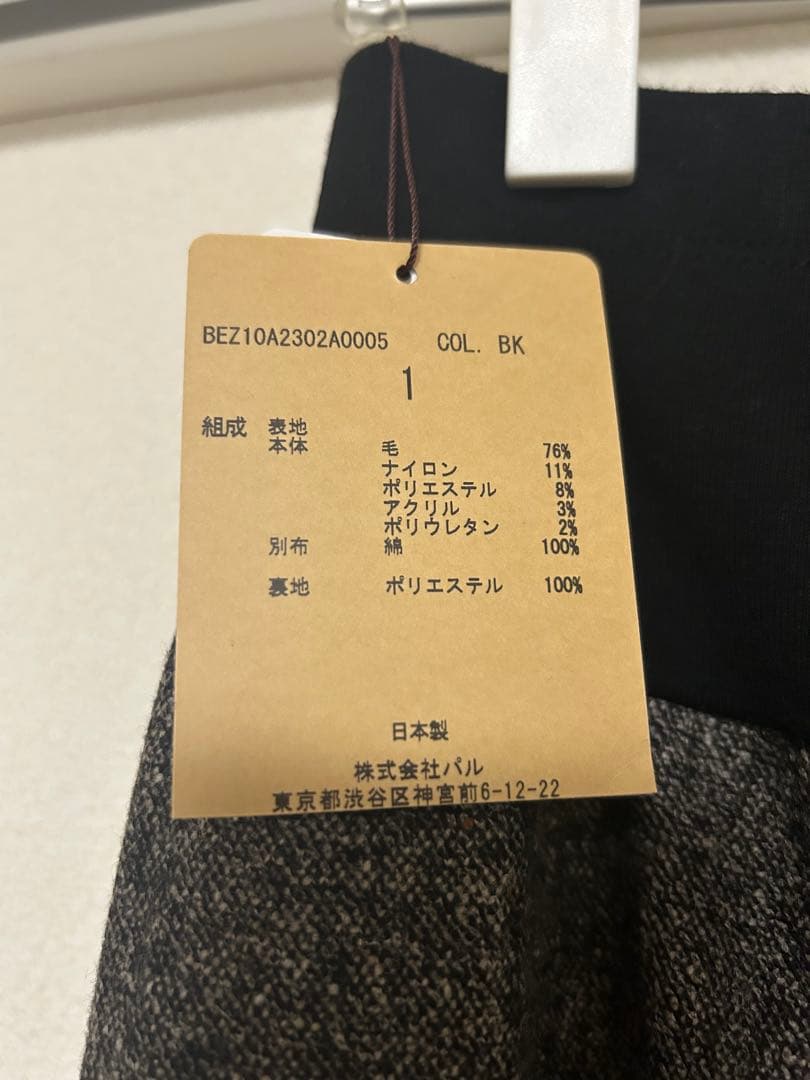 BEZ10A2302A0005 COL. BK
1
組成 表地
本体 毛 76%
ナイロン 11%
ポリエステル 8%
アクリル 3%
ポリウレタン 2%
別布 綿 100%
裏地 ポリエステル 100%
日本製
株式会社パル
東京都渋谷区神宮前6-12-22